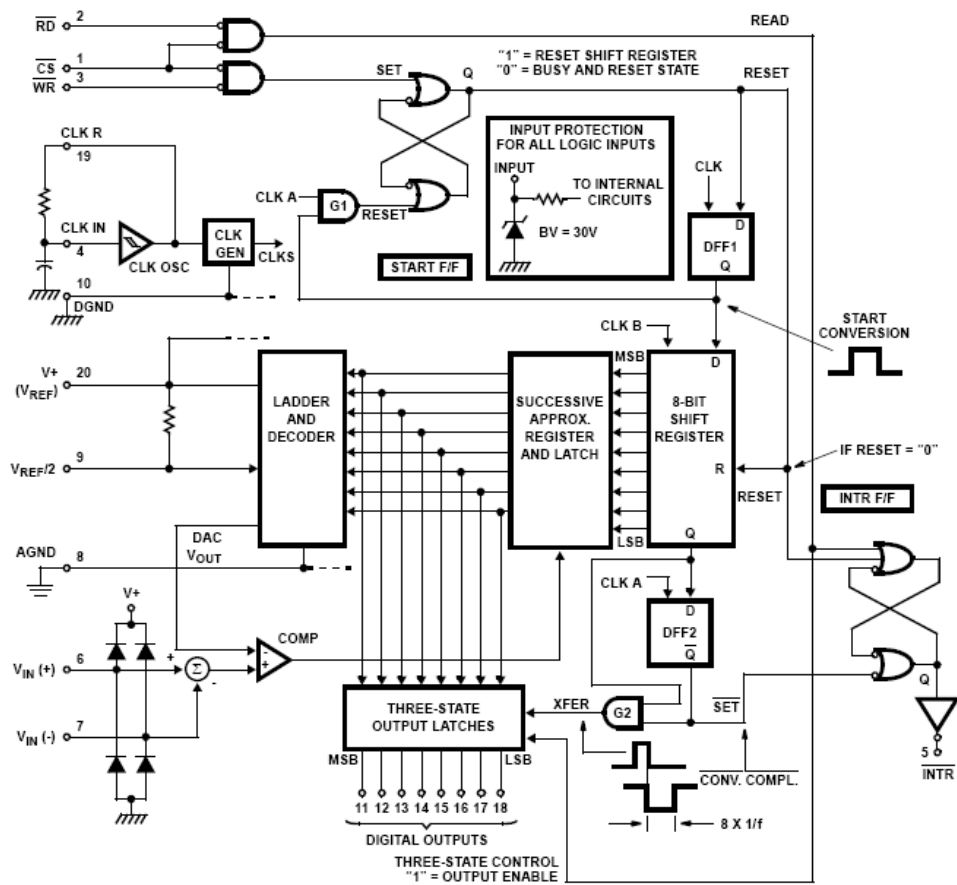 RD
2
CS
1
WR
3
READ
"1" = RESET SHIFT REGISTER
"0" = BUSY AND RESET STATE
SET
Q
RESET
CLK R
19
CLK IN
4
CLK OSC
CLK
GEN
CLKS
10
DGND
CLK A
G1
RESET
START F/F
INPUT PROTECTION
FOR ALL LOGIC INPUTS
INPUT
TO INTERNAL
CIRCUITS
BV = 30V
CLK
D
DFF1
Q
START
CONVERSION
V+
(VREF)
20
VREF/2
9
LADDER
AND
DECODER
SUCCESSIVE
APPROX.
REGISTER
AND LATCH
MSB
LSB
CLK B
D
8-BIT
SHIFT
REGISTER
R
Q
RESET
IF RESET = "0"
INTR F/F
AGND
8
DAC
VOUT
V+
VIN (+)
6
VIN (-)
7
+
Σ
-
-
+
COMP
CLK A
D
DFF2
Q
THREE-STATE
OUTPUT LATCHES
MSB
LSB
XFER
G2
SET
CONV. COMPL.
8 X 1/f
Q
5
INTR
11 12 13 14 15 16 17 18
DIGITAL OUTPUTS
THREE-STATE CONTROL
"1" = OUTPUT ENABLE